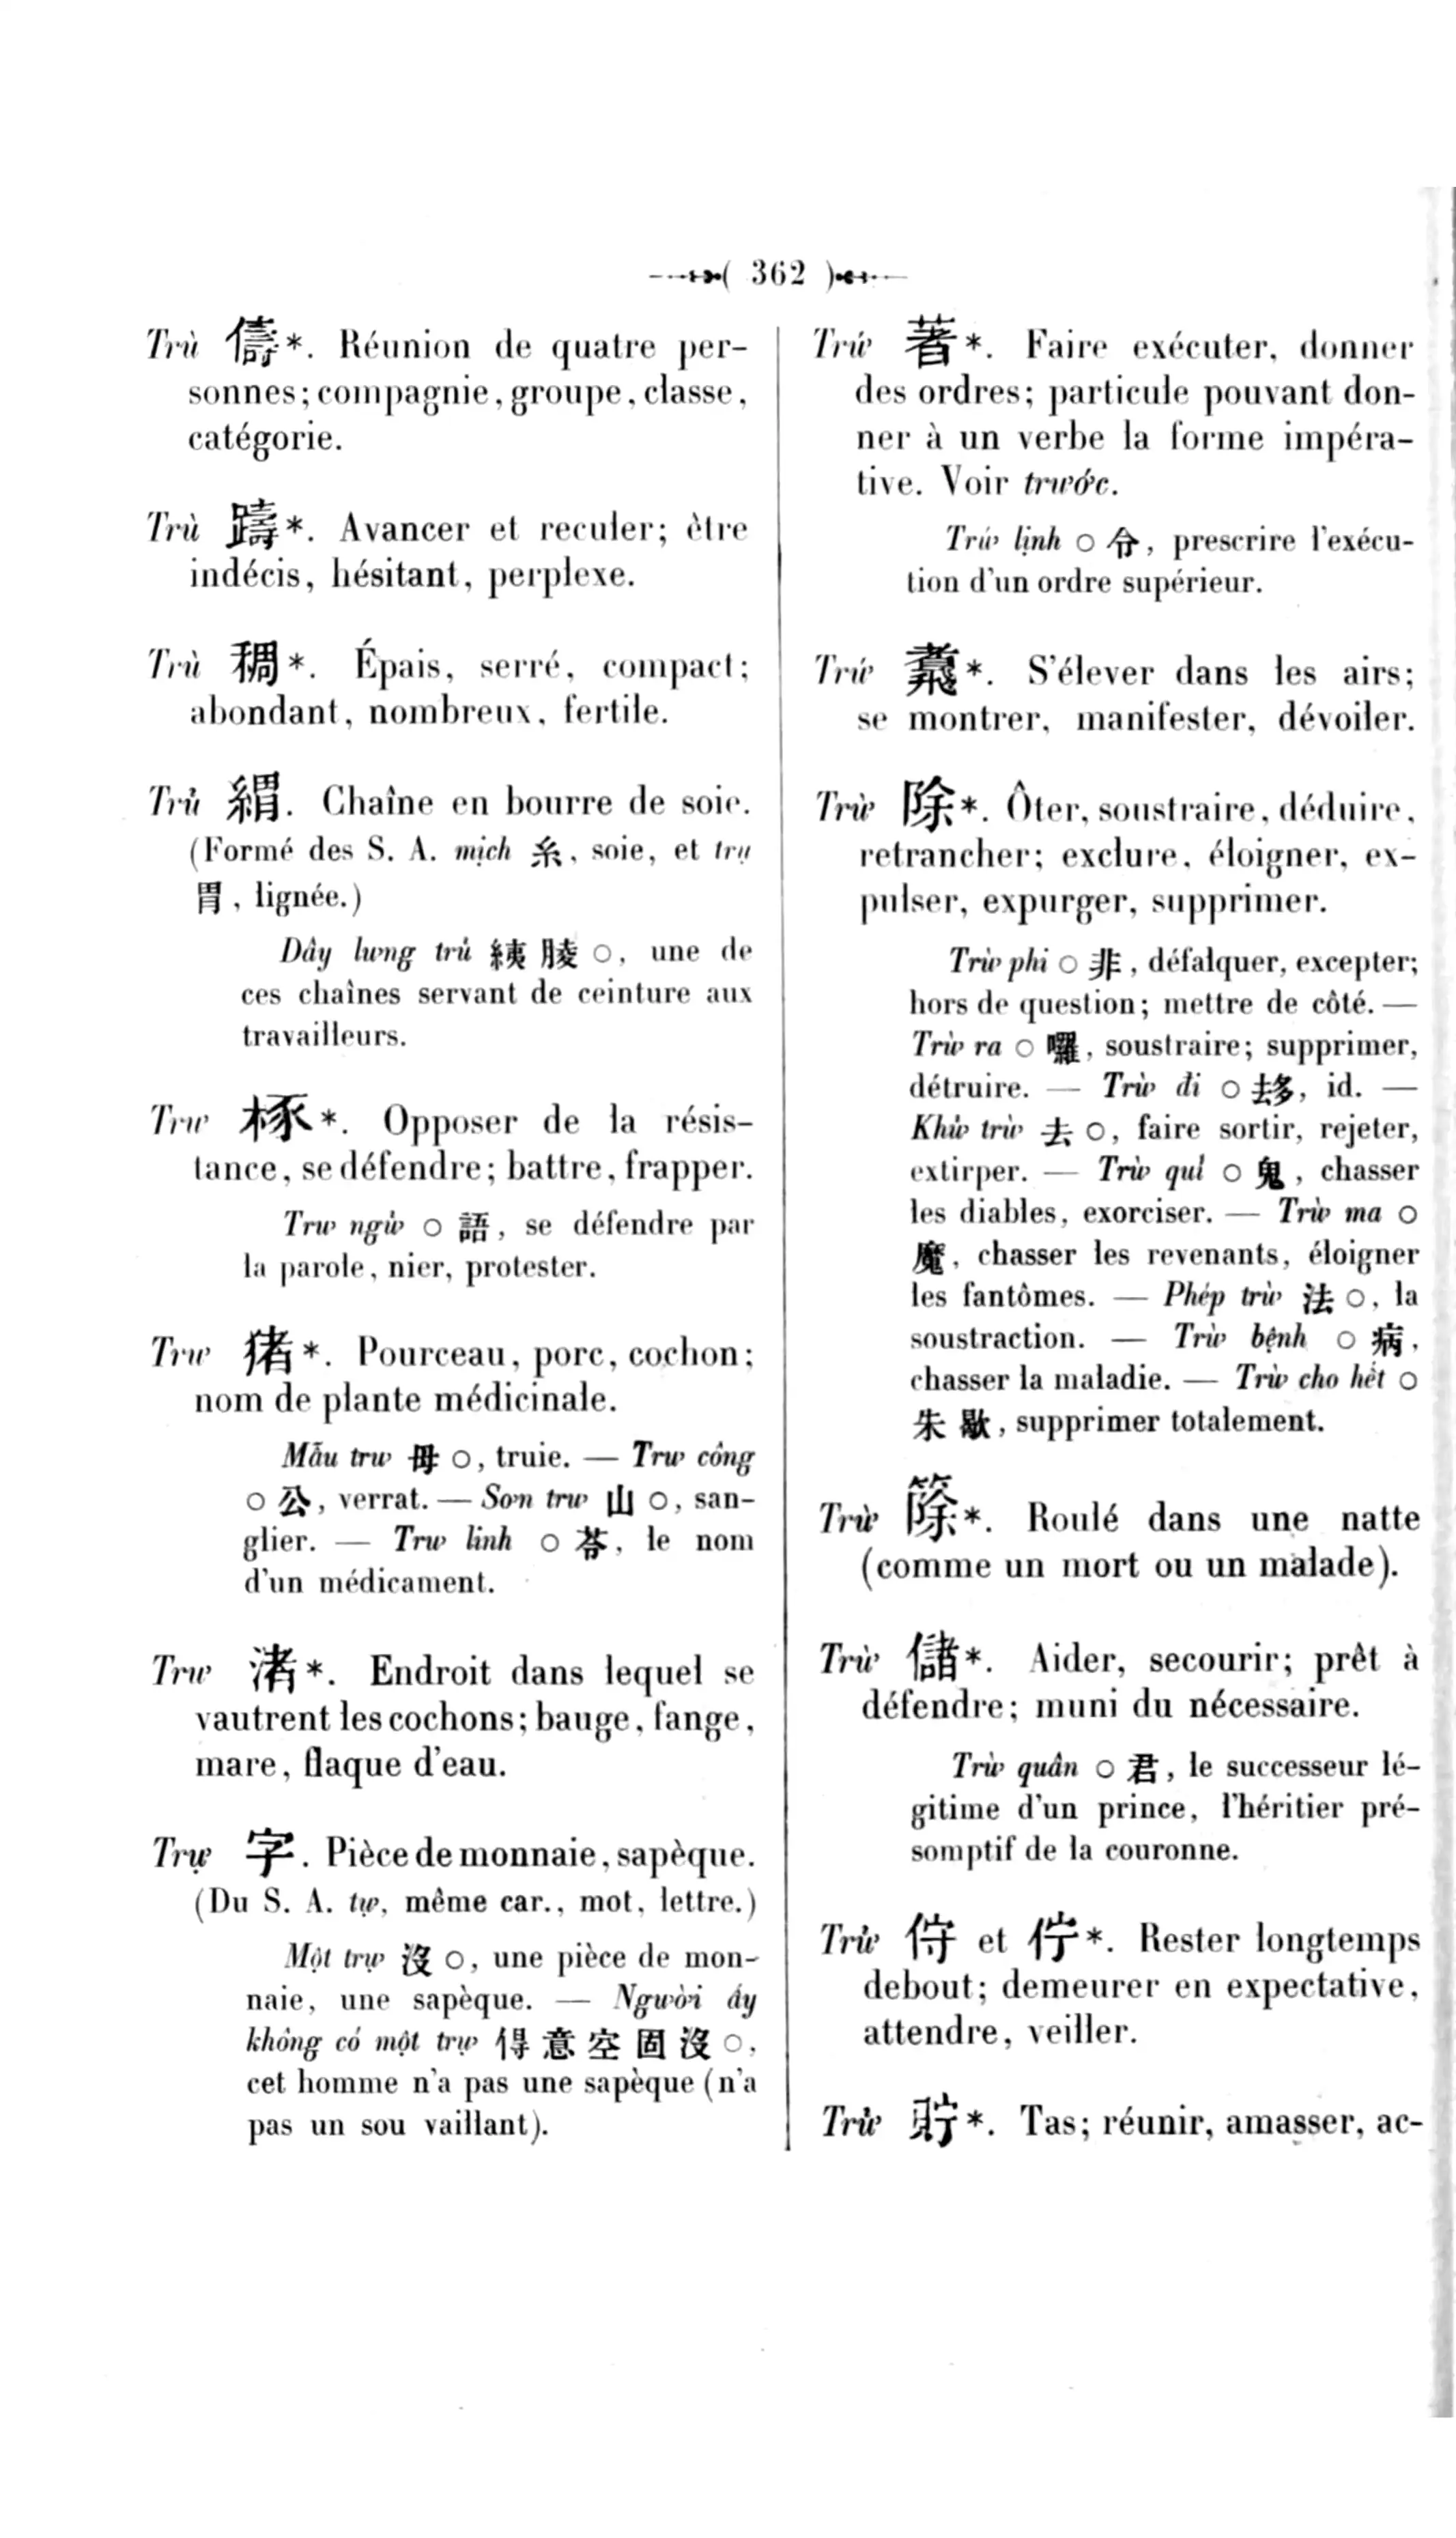 ( 362 )
Trù 儔*. Réunion de quatre per-
sonnes; compagnie, groupe, classe,
catégorie.
Trù 躊*. Avancer et reculer; être
indécis, hésitant, perplexe.
Trù 稠*. Épais, serré, compact;
abondant, nombreux, fertile.
Trủ 緭. Chaîne en bourre de soie.
(Formé des S. A. mịch 糸, soie, et trụ
胃, lignée.)
Dây lưng trủ 䋶 䏠 ○, une de
ces chaînes servant de ceinture aux
travailleurs.
Trư 㭬*. Opposer de la résis-
tance, se défendre; battre, frapper.
Trư ngữ ○ 語, se défendre par
la parole, nier, protester.
Trư 猪*. Pourceau, porc, cochon;
nom de plante médicinale.
Mẫu trư 母 ○, truie. — Trư công
○ 公, verrat. — Sơn trư 山 ○, san-
glier. — Trư linh ○ 苓, le nom
d'un médicament.
Trư 潴*. Endroit dans lequel se
vautrent les cochons; bauge, fange,
mare, flaque d'eau.
Trự 字. Pièce de monnaie, sapèque.
(Du S. A. tự, même car., mot, lettre.)
Một trự 沒 ○, une pièce de mon-
naie, une sapèque. — Người ấy
không có một trự 得 意 空 固 沒 ○,
cet homme n'a pas une sapèque (n'a
pas un sou vaillant).
Trứ 著*. Faire exécuter, donner
des ordres; particule pouvant don-
ner à un verbe la forme impéra-
tive. Voir trước.
Trứ lịnh ○ 令, prescrire l'exécu-
tion d'un ordre supérieur.
Trứ *. S'élever dans les airs;
se montrer, manifester, dévoiler.
Trừ 除*. Ôter, soustraire, déduire,
retrancher; exclure, éloigner, ex-
pulser, expurger, supprimer.
Trừ phi ○ 非, défalquer, excepter;
hors de question; mettre de côté. —
Trừ ra ○ 囉, soustraire; supprimer,
détruire. — Trừ đi ○ 𠫾, id. —
Khử trừ 去 ○, faire sortir, rejeter,
extirper. — Trừ quỉ ○ 鬼, chasser
les diables, exorciser. — Trừ ma ○
魔, chasser les revenants, éloigner
les fantômes. — Phép trừ 法 ○, la
soustraction. — Trừ bệnh ○ 病,
chasser la maladie. — Trừ cho hết ○
朱 歇, supprimer totalement.
Trừ 篨*. Roulé dans une natte
(comme un mort ou un malade).
Trừ 儲*. Aider, secourir; prêt à
défendre; muni du nécessaire.
Trừ quân ○ 君, le successeur lé-
gitime d'un prince, l'héritier pré-
somptif de la couronne.
Trử 侍 et 佇*. Rester longtemps
debout; demeurer en expectative,
attendre, veiller.
Trử 貯*. Tas; réunir, amasser, ac-